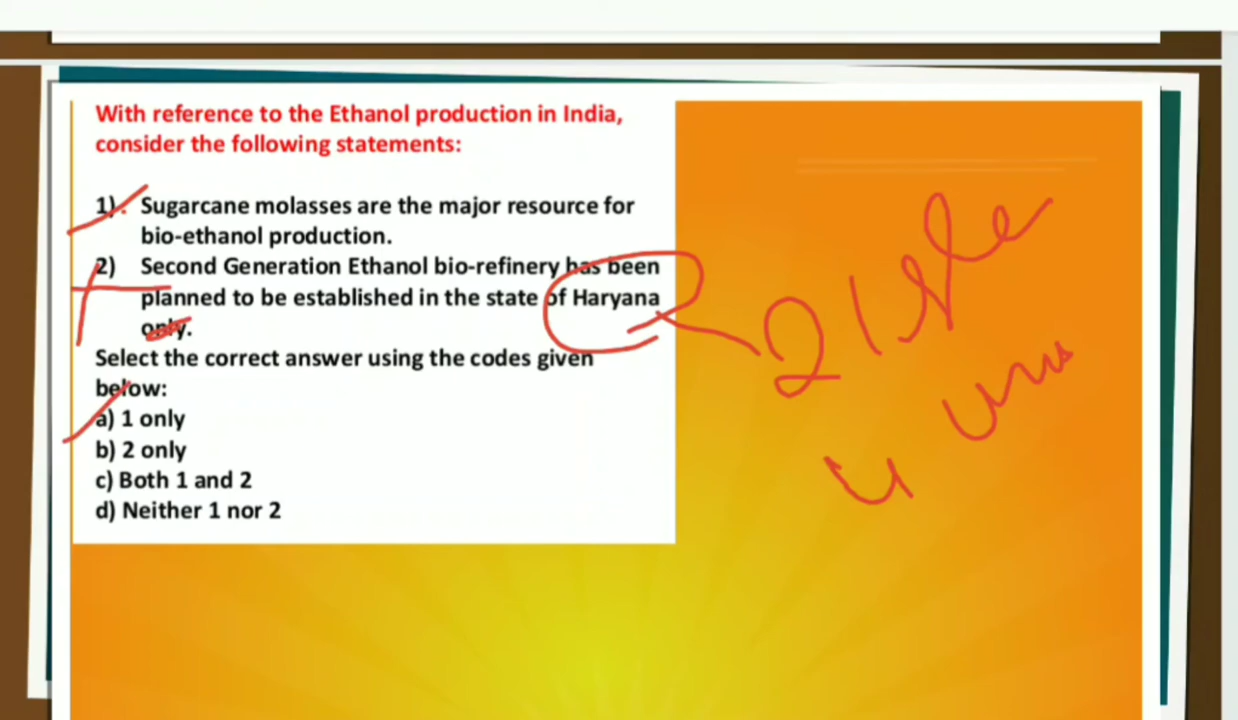 With reference to the Ethanol production in India,
consider the following statements:
1). Sugarcane molasses are the major resource for
bio-ethanol production.
2) Second Generation Ethanol bio-refinery has been
planned to be established in the state of Haryana
only.
Select the correct answer using the codes given
below:
a) 1 only
b) 2 only
c) Both 1 and 2
d) Neither 1 nor 2